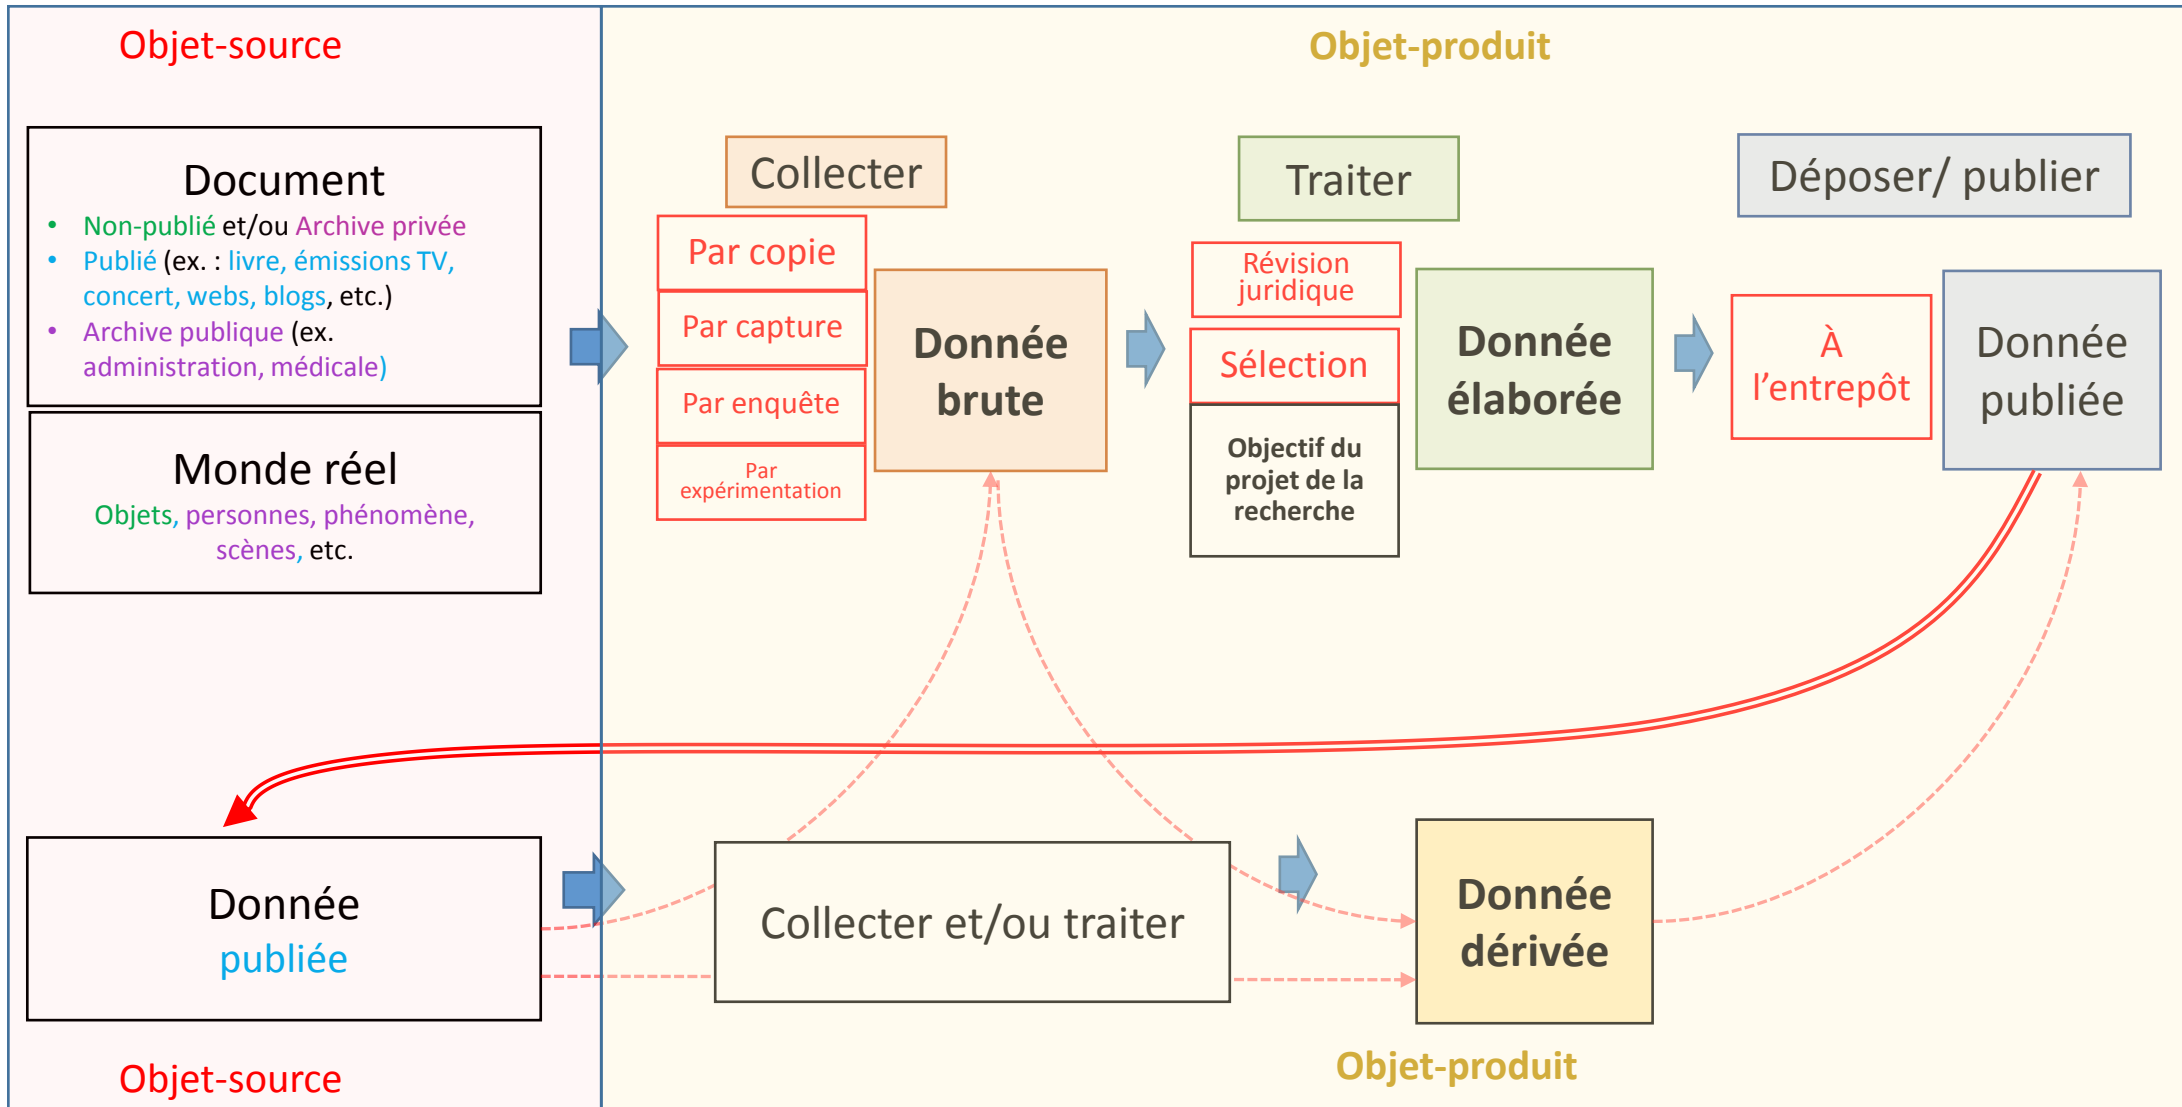 Objet-source
Objet-produit
Document
• Non-publié et/ou Archive privée
• Publié (ex. : livre, émissions TV,
concert, webs, blogs, etc.)
• Archive publique (ex.
administration, médicale)
Monde réel
Objets, personnes, phénomène,
scènes, etc.
Collecter
Par copie
Par capture
Par enquête
Par
expérimentation
Donnée
brute
Traiter
Révision
juridique
Sélection
Objectif du
projet de la
recherche
Donnée
élaborée
Déposer/ publier
À
l’entrepôt
Donnée
publiée
Donnée
publiée
Collecter et/ou traiter
Donnée
dérivée
Objet-source
Objet-produit